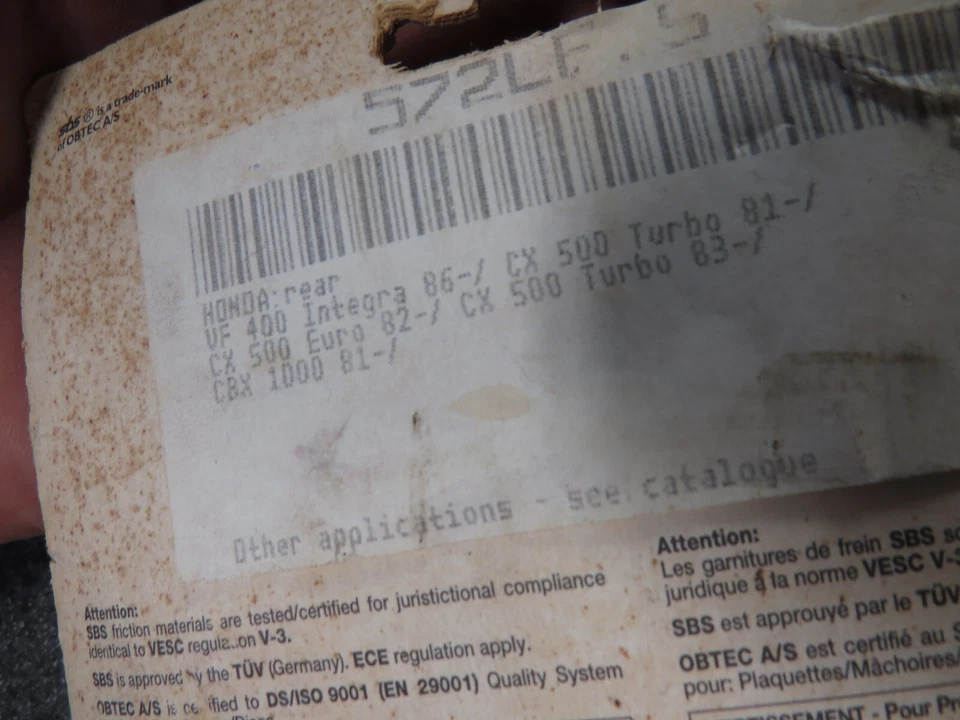 sbs ® is a trade-mark
of OBTEC A/S
572LF.S
HONDA:rear
VF 400 Integra 86-/ CX 500 Turbo 81-/
CX 500 Euro 82-/ CX 500 Turbo 83-/
CBX 1000 81-/
Other applications - see catalogue
Attention:
SBS friction materials are tested/certified for juristictional compliance
identical to VESC on V-3.
SBS is approved by the TÜV (Germany). ECE regulation apply.
OBTEC A/S is to DS/ISO 9001 (EN 29001) Quality System
Attention:
Les garnitures de frein SBS
juridique à la norme VESC V-3
SBS est approuyé par le TÜV
OBTEC A/S est certifié au
pour: Plaquettes/Mâchoires/
- Pour